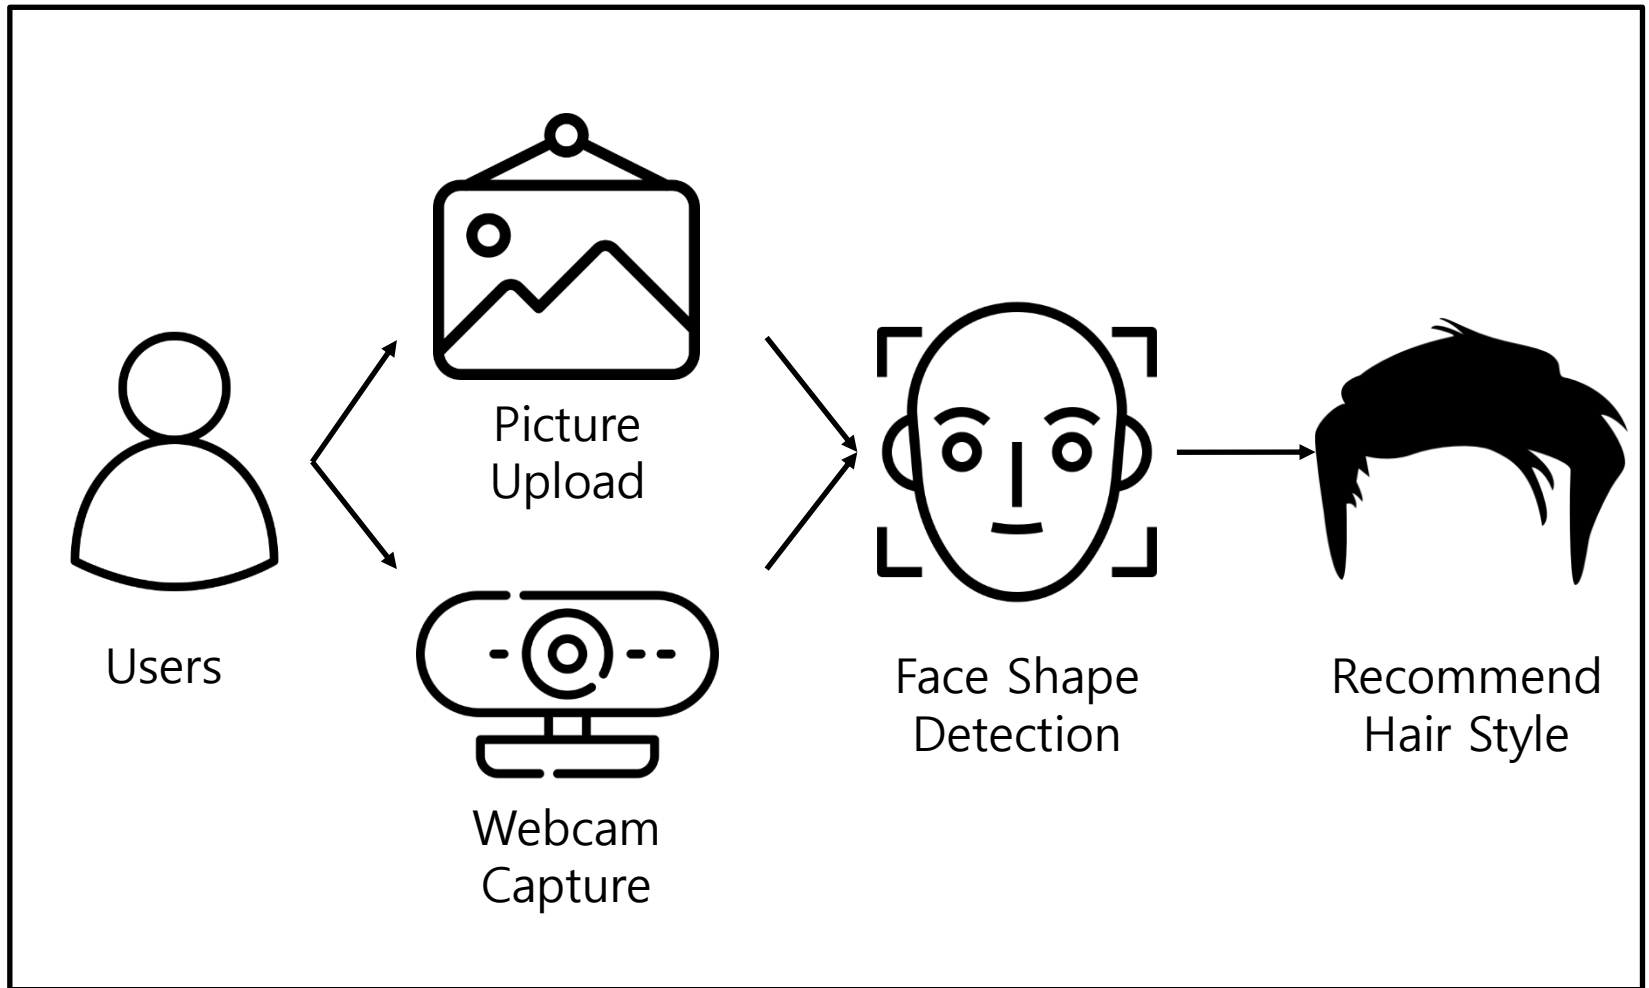 Users
Picture
Upload
Webcam
Capture
Face Shape
Detection
Recommend
Hair Style